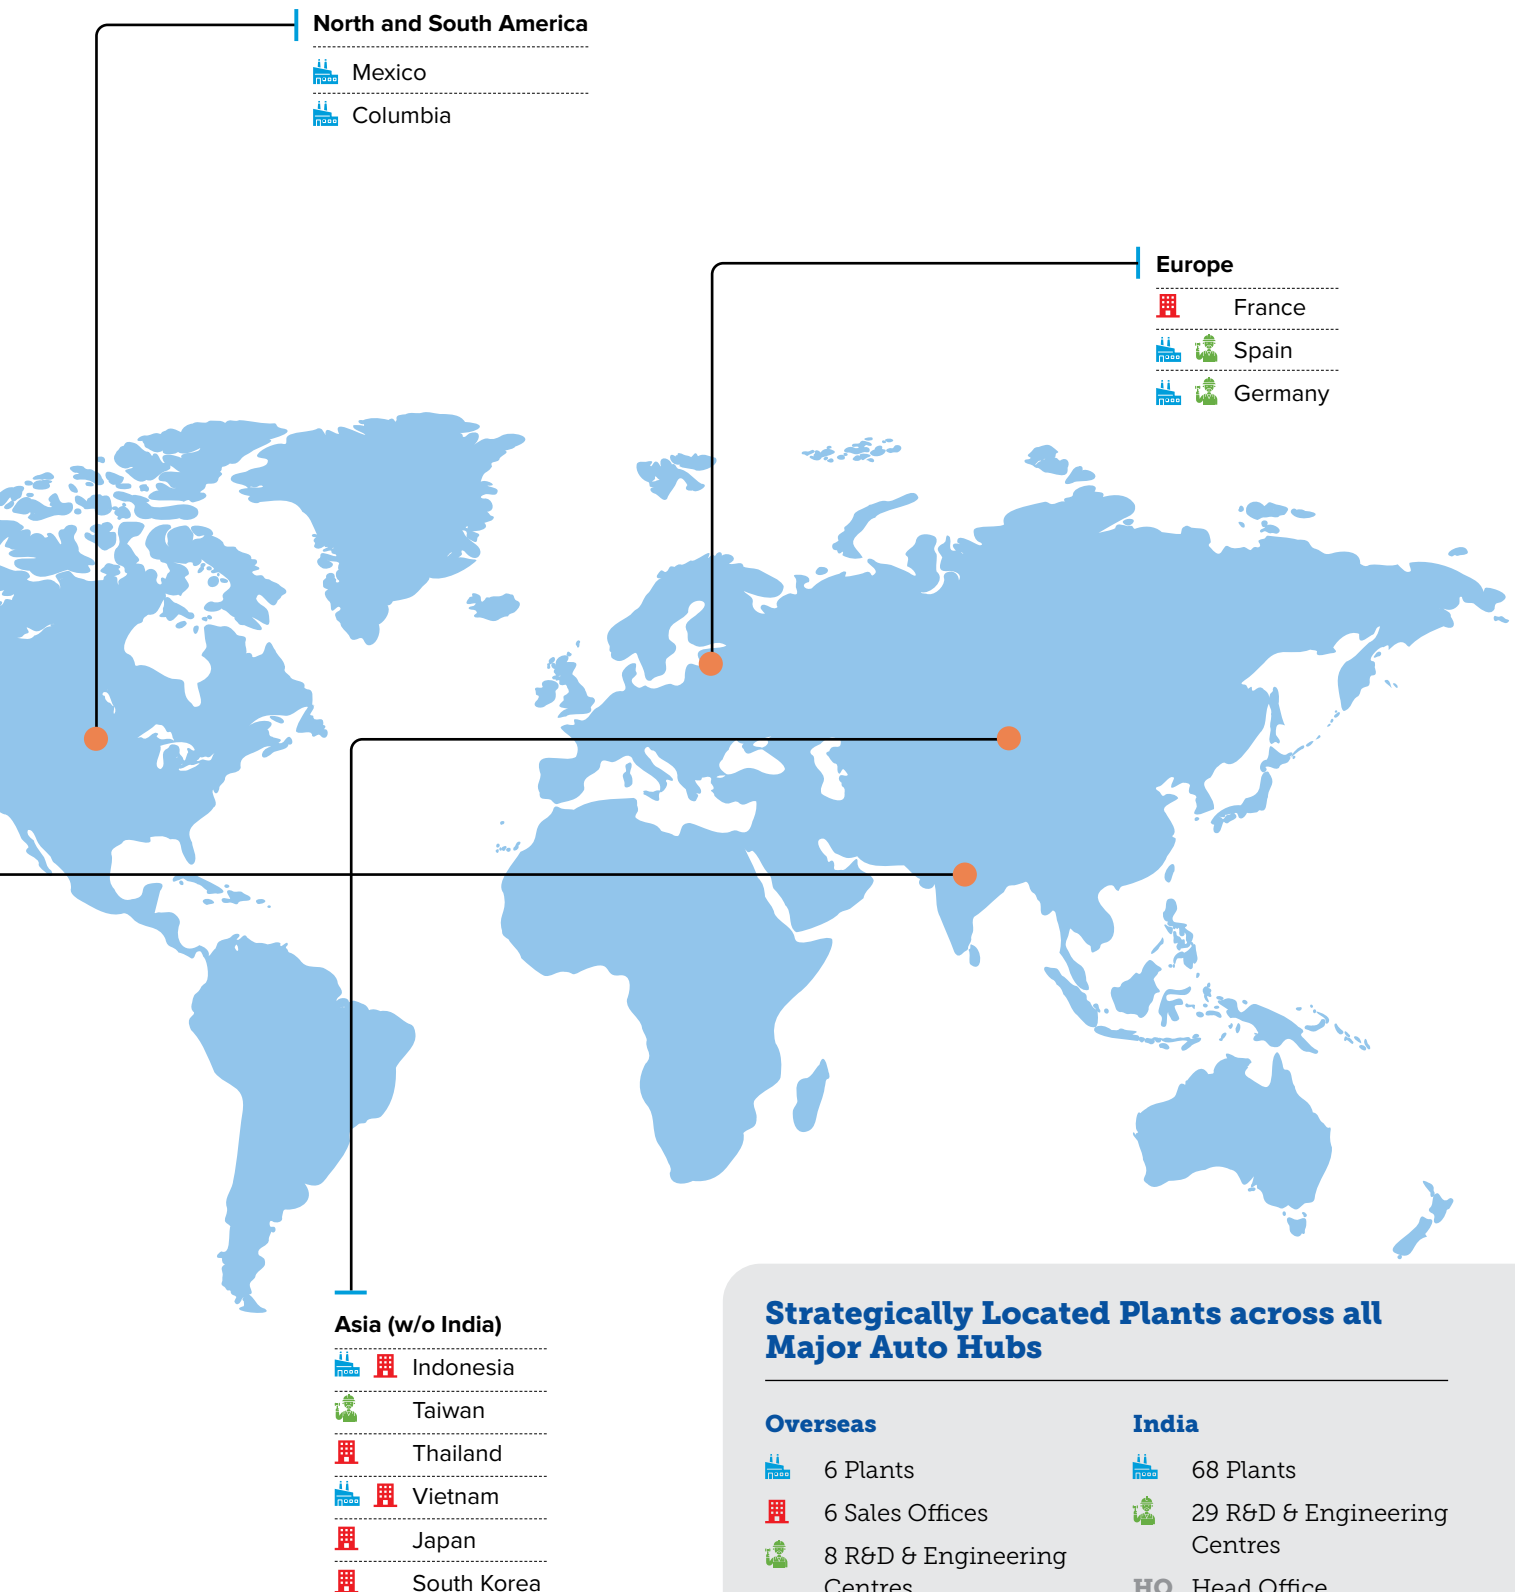 North and South America
Mexico
Columbia
Europe
France
Spain
Germany
Asia (w/o India)
Indonesia
Taiwan
Thailand
Vietnam
Japan
South Korea
Strategically Located Plants across all
Major Auto Hubs
Overseas
6 Plants
6 Sales Offices
8 R&D & Engineering
Centres
India
68 Plants
29 R&D & Engineering
Centres
HO Head Office